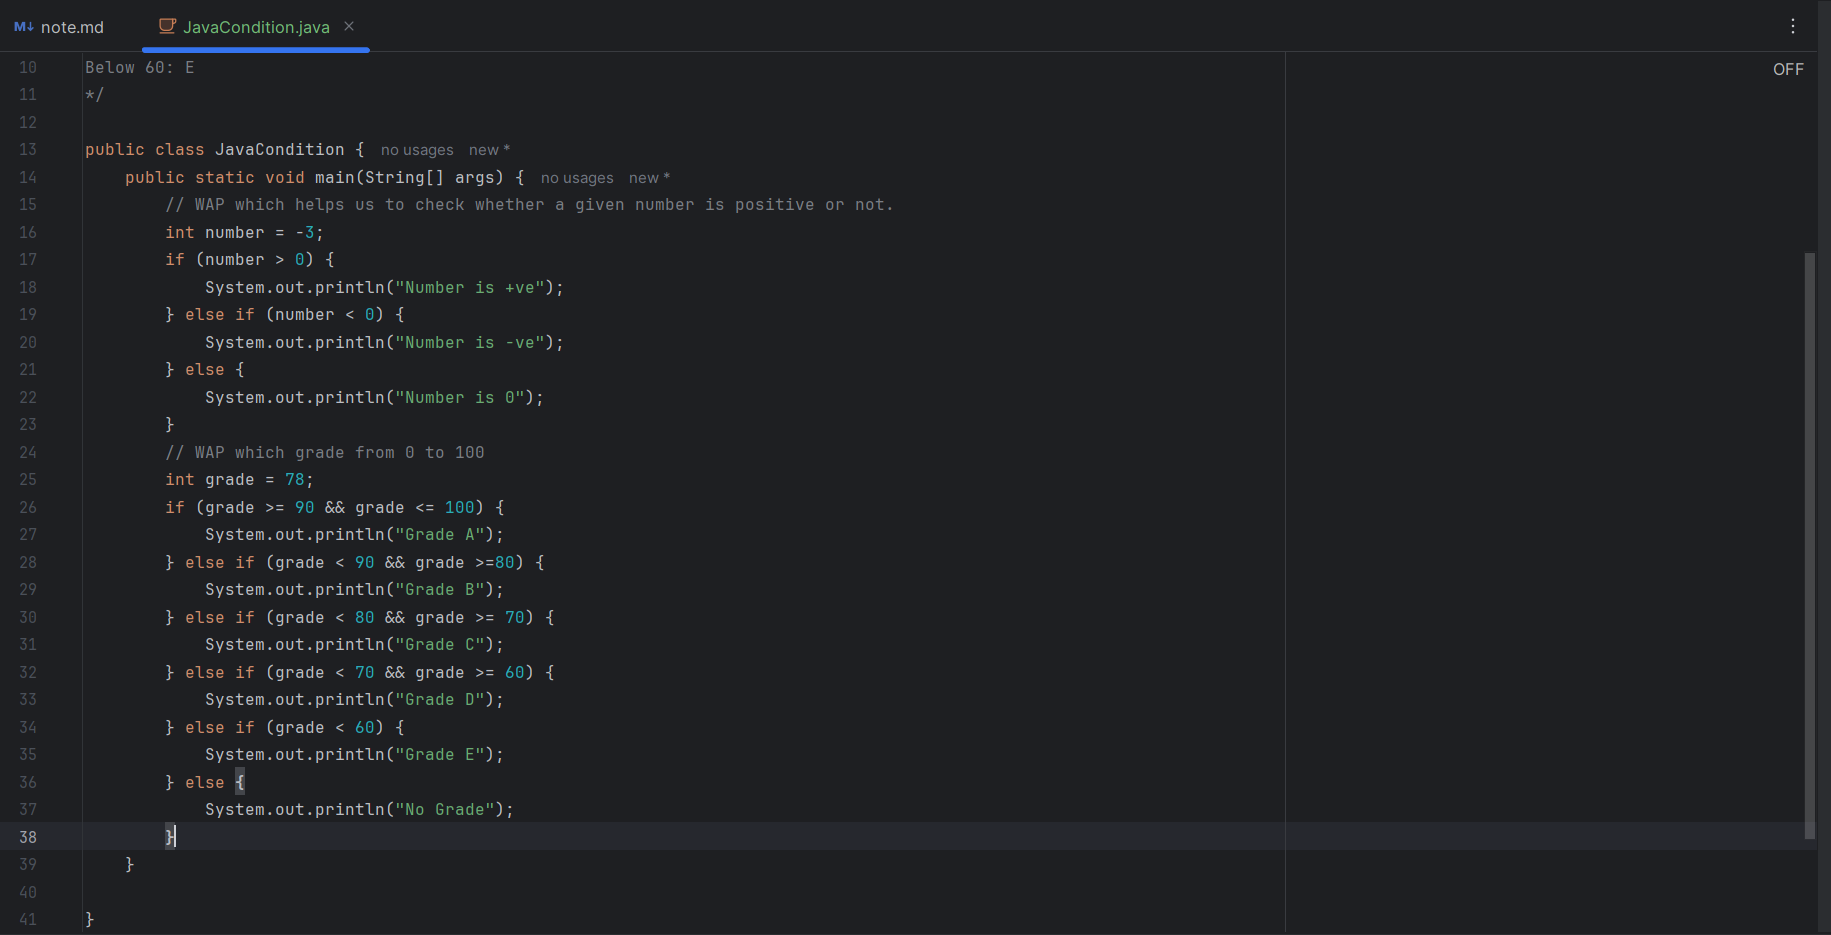 M↓ note.md JavaCondition.java ×
OFF
10 Below 60: E
11 */
12
13 public class JavaCondition { no usages new *
14     public static void main(String[] args) { no usages new *
15         // WAP which helps us to check whether a given number is positive or not.
16         int number = -3;
17         if (number > 0) {
18             System.out.println("Number is +ve");
19         } else if (number < 0) {
20             System.out.println("Number is -ve");
21         } else {
22             System.out.println("Number is 0");
23         }
24         // WAP which grade from 0 to 100
25         int grade = 78;
26         if (grade >= 90 && grade <= 100) {
27             System.out.println("Grade A");
28         } else if (grade < 90 && grade >=80) {
29             System.out.println("Grade B");
30         } else if (grade < 80 && grade >= 70) {
31             System.out.println("Grade C");
32         } else if (grade < 70 && grade >= 60) {
33             System.out.println("Grade D");
34         } else if (grade < 60) {
35             System.out.println("Grade E");
36         } else {
37             System.out.println("No Grade");
38         }
39     }
40
41 }